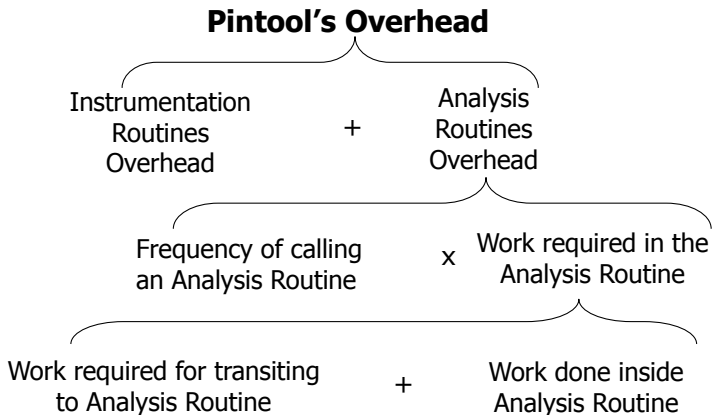 Pintool’s Overhead
Instrumentation
Routines
Overhead
+
Analysis
Routines
Overhead
Frequency of calling
an Analysis Routine
x
Work required in the
Analysis Routine
Work required for transiting
to Analysis Routine
+
Work done inside
Analysis Routine